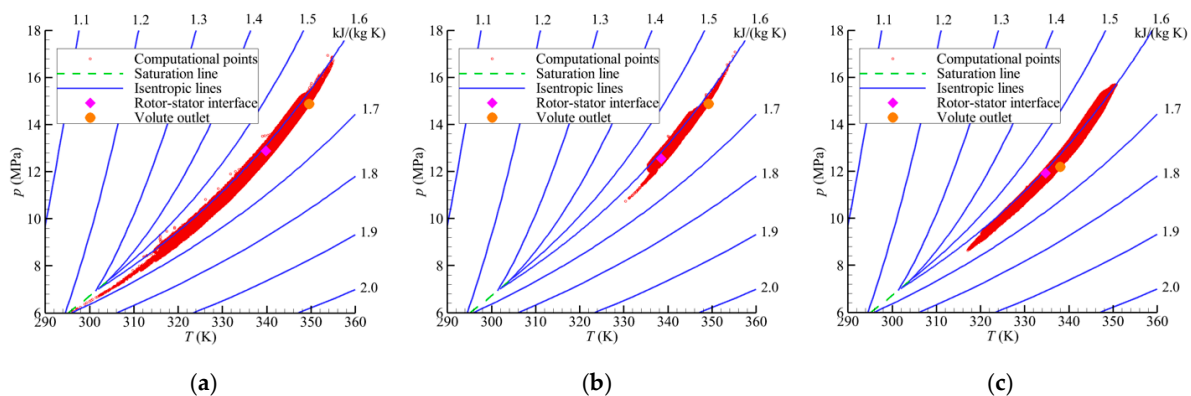 1.1 1.2 1.3 1.4 1.5 1.6
kJ/(kg K)
18
16
14
12
10
8
6
p (MPa)
Computational points
Saturation line
Isentropic lines
Rotor-stator interface
Volute outlet
1.7
1.8
1.9
2.0
290 300 310 320 330 340 350 360
T (K)
(a)
1.1 1.2 1.3 1.4 1.5 1.6
kJ/(kg K)
18
16
14
12
10
8
6
p (MPa)
Computational points
Saturation line
Isentropic lines
Rotor-stator interface
Volute outlet
1.7
1.8
1.9
2.0
290 300 310 320 330 340 350 360
T (K)
(b)
1.1 1.2 1.3 1.4 1.5 1.6
kJ/(kg K)
18
16
14
12
10
8
6
p (MPa)
Computational points
Saturation line
Isentropic lines
Rotor-stator interface
Volute outlet
1.7
1.8
1.9
2.0
290 300 310 320 330 340 350 360
T (K)
(c)